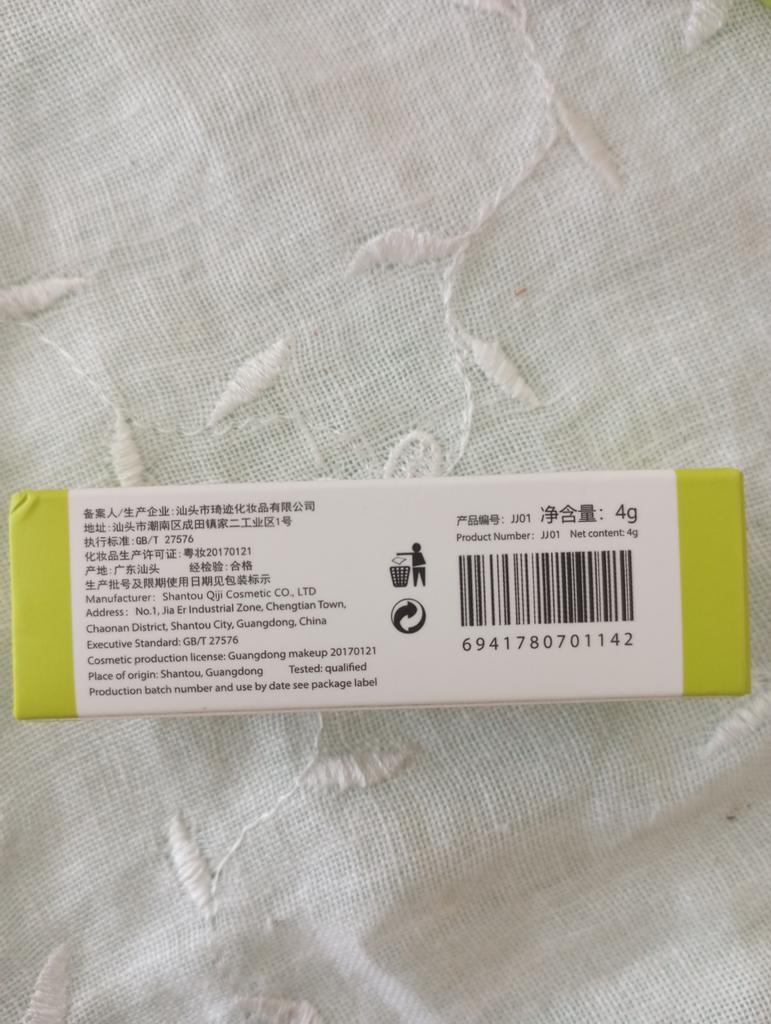 备案人/生产企业:汕头市琦迹化妆品有限公司
地址:汕头市潮南区成田镇家二工业区1号
执行标准:GB/T 27576
化妆品生产许可证:粤妆20170121
产地:广东汕头 经检验:合格
生产批号及限期使用日期见包装标示
Manufacturer: Shantou Qiji Cosmetic CO., LTD
Address: No.1, Jia Er Industrial Zone, Chengtian Town,
Chaonan District, Shantou City, Guangdong, China
Executive Standard: GB/T 27576
Cosmetic production license: Guangdong makeup 20170121
Place of origin: Shantou, Guangdong Tested: qualified
Production batch number and use by date see package label
产品编号: JJ01 净含量: 4g
Product Number: JJ01 Net content: 4g
6941780701142